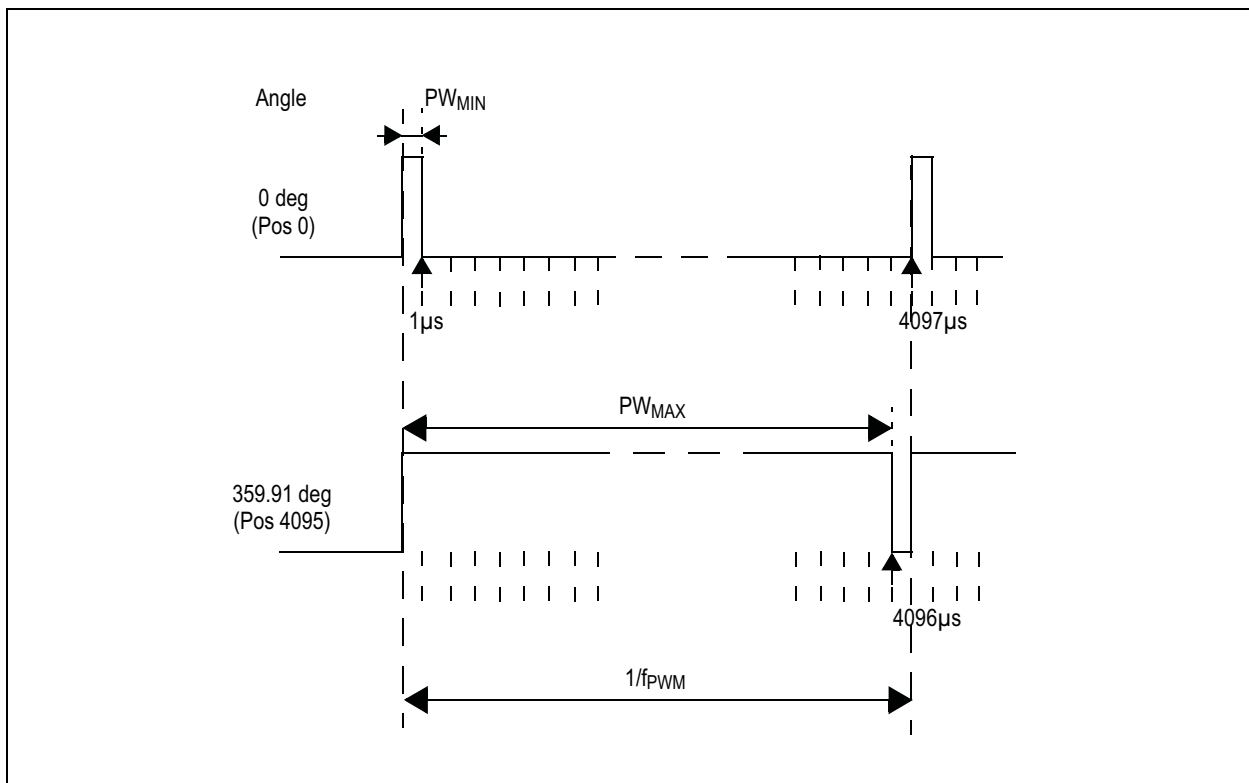 Angle
PWMIN
0 deg
(Pos 0)
1µs
4097µs
PWMAX
359.91 deg
(Pos 4095)
4096µs
1/fPWM